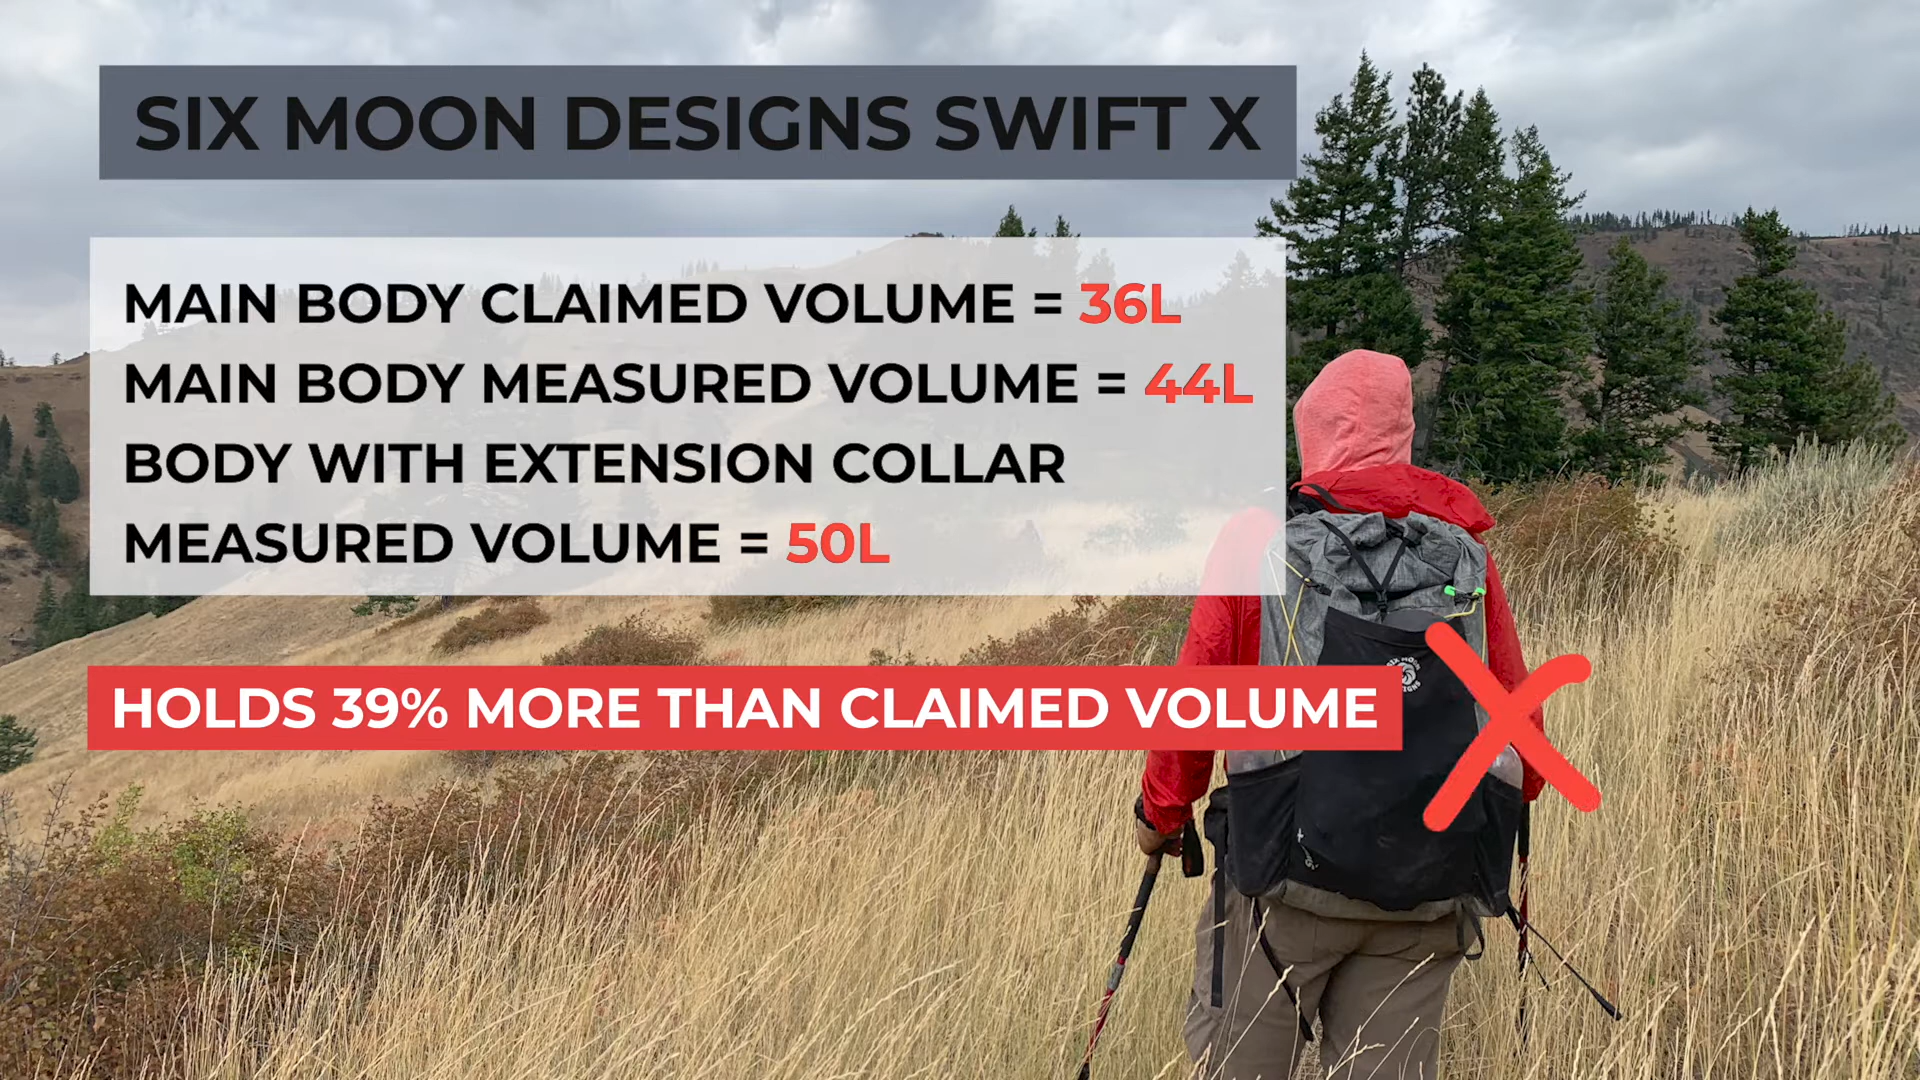 SIX MOON DESIGNS SWIFT X
MAIN BODY CLAIMED VOLUME = 36L
MAIN BODY MEASURED VOLUME = 44L
BODY WITH EXTENSION COLLAR
MEASURED VOLUME = 50L
HOLDS 39% MORE THAN CLAIMED VOLUME